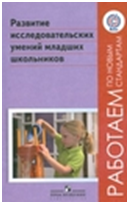 Развитие
исследовательских
умений младших
школьников
РАБОТАЕМ
ПО НОВЫМ
СТАНДАРТАМ